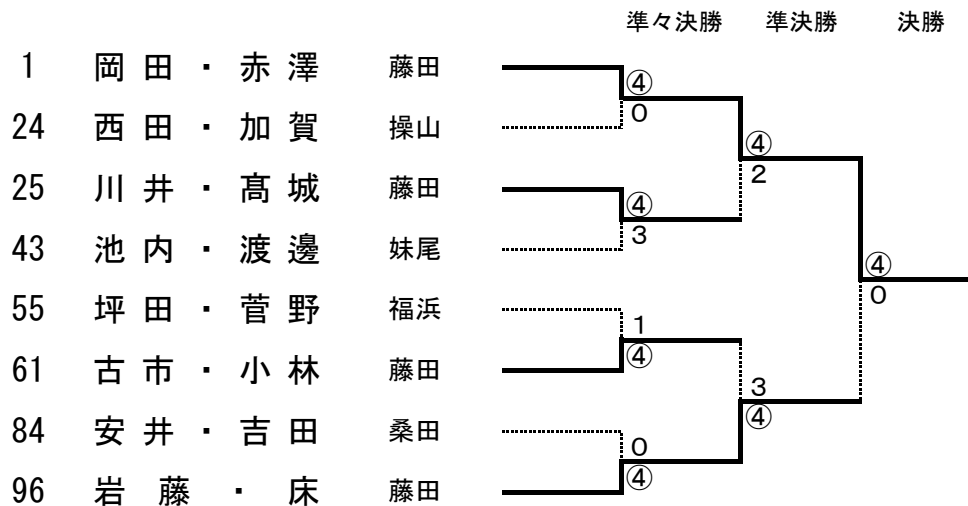 準々決勝 準決勝 決勝
1 岡田・赤澤 藤田
④
24 西田・加賀 操山
0
④
2
25 川井・髙城 藤田
④
43 池内・渡邊 妹尾
3
④
0
55 坪田・菅野 福浜
1
61 古市・小林 藤田
④
3
④
84 安井・吉田 桑田
0
96 岩藤・床 藤田
④